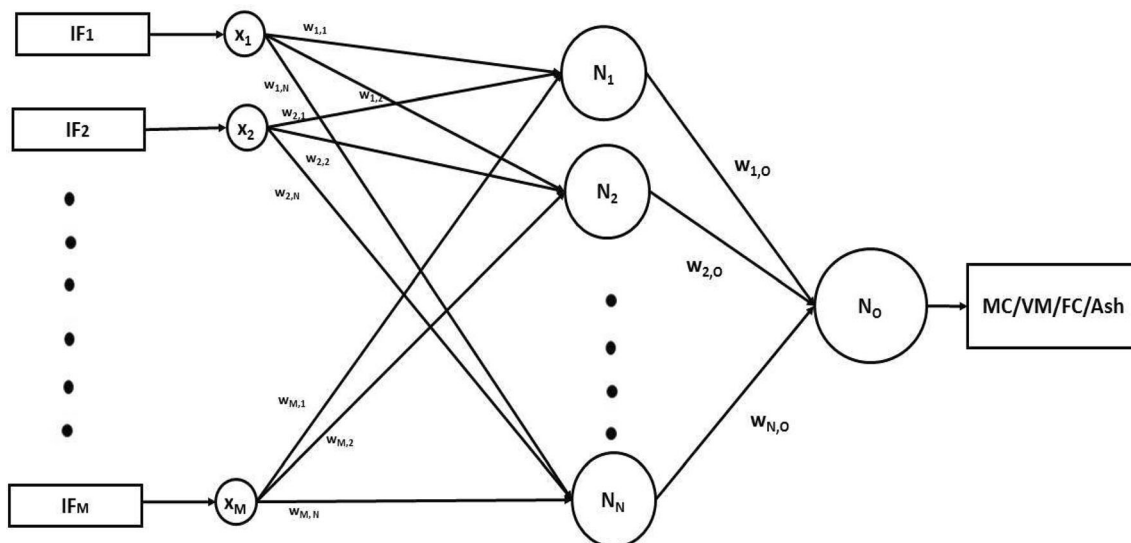 IF1
x1
w1,1
N1
w1,N
w1,2
IF2
x2
w2,1
w2,2
w2,N
N2
w1,O
w2,O
NO
MC/VM/FC/Ash
wM,1
wM,2
wN,O
IFM
xM
wM,N
NN